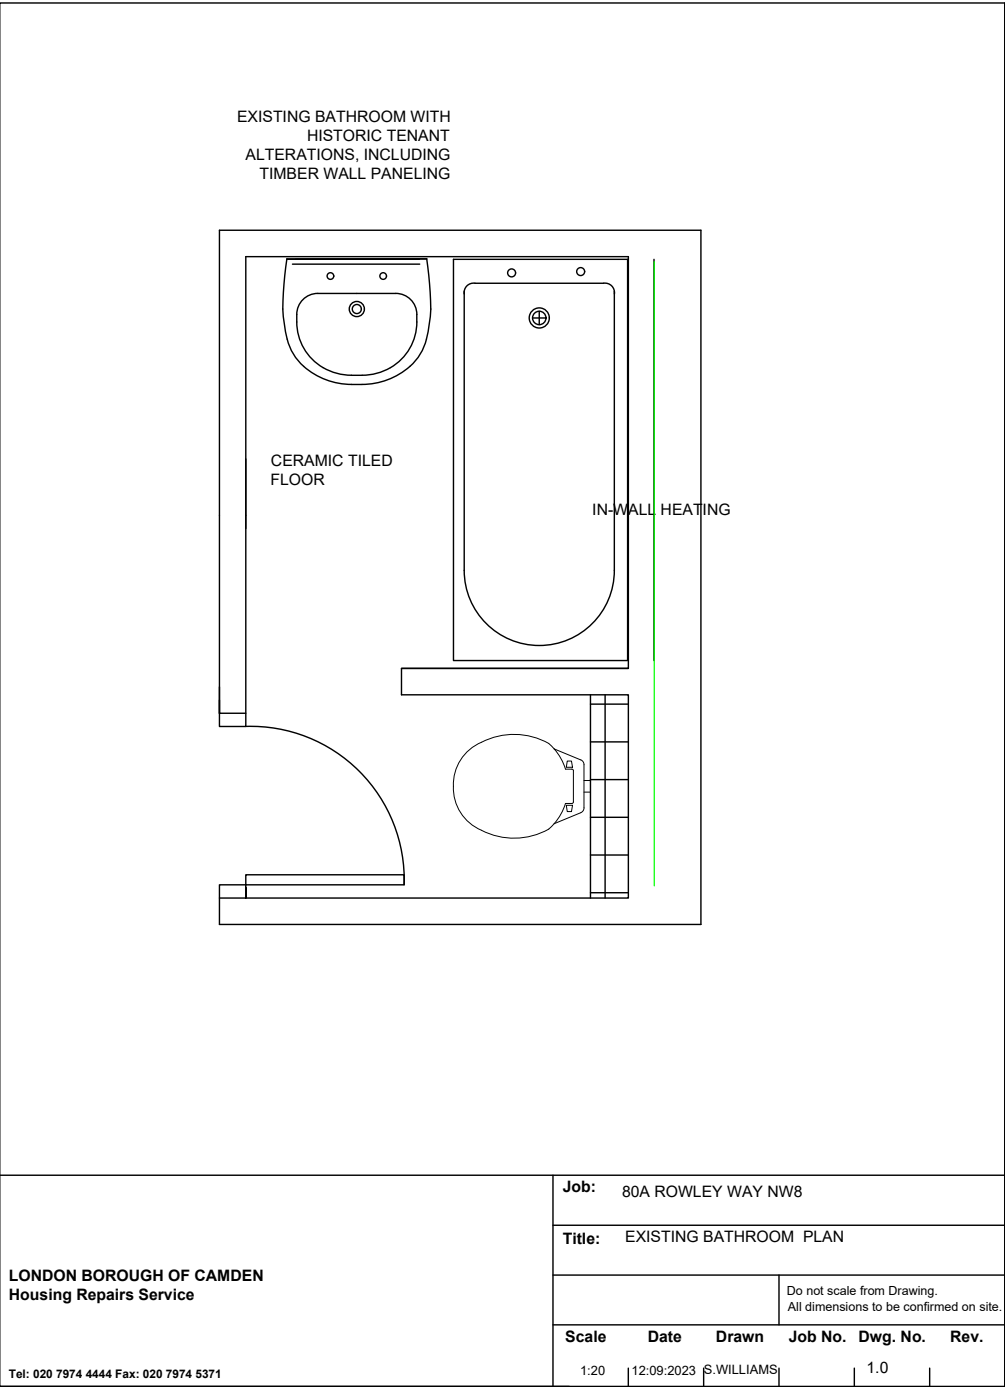 EXISTING BATHROOM WITH
HISTORIC TENANT
ALTERATIONS, INCLUDING
TIMBER WALL PANELING
CERAMIC TILED
FLOOR
IN-WALL HEATING
LONDON BOROUGH OF CAMDEN
Housing Repairs Service
Tel: 020 7974 4444 Fax: 020 7974 5371
Job: 80A ROWLEY WAY NW8
Title: EXISTING BATHROOM PLAN
Do not scale from Drawing.
All dimensions to be confirmed on site.
Scale Date Drawn Job No. Dwg. No. Rev.
1:20 12:09:2023 S.WILLIAMS 1.0